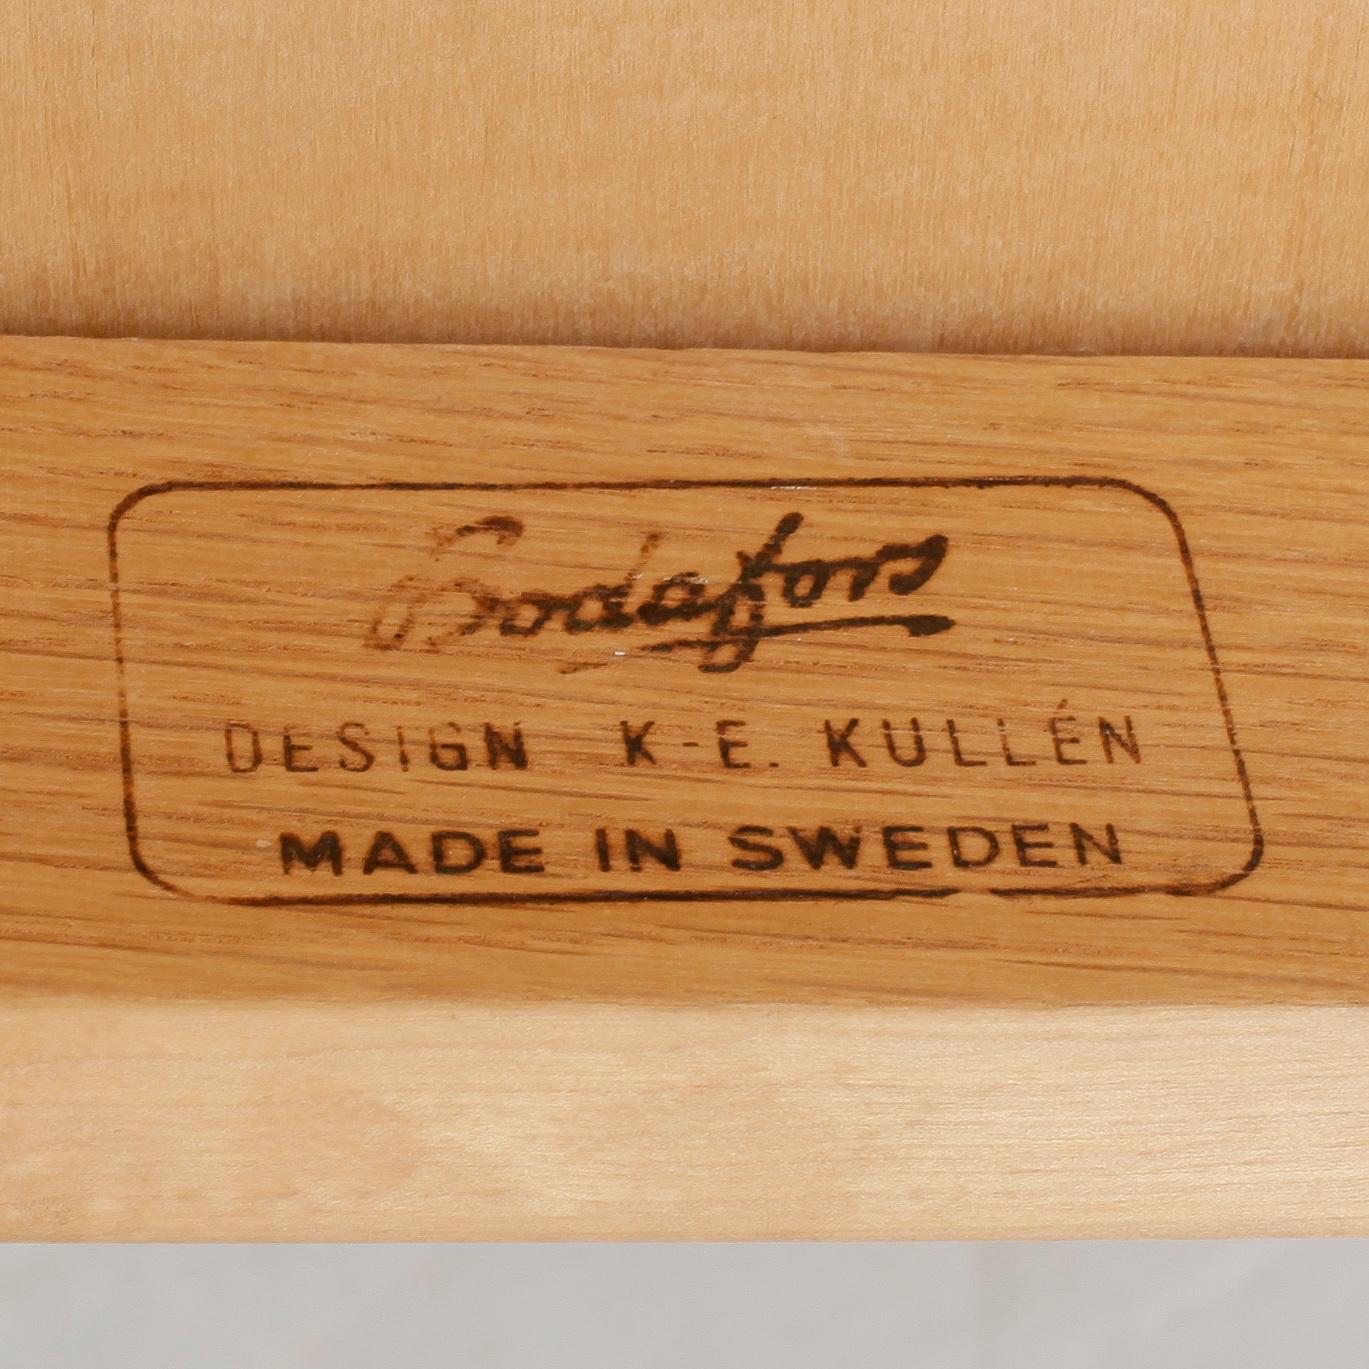 Bodafors
DESIGN K-E. KULLÉN
MADE IN SWEDEN